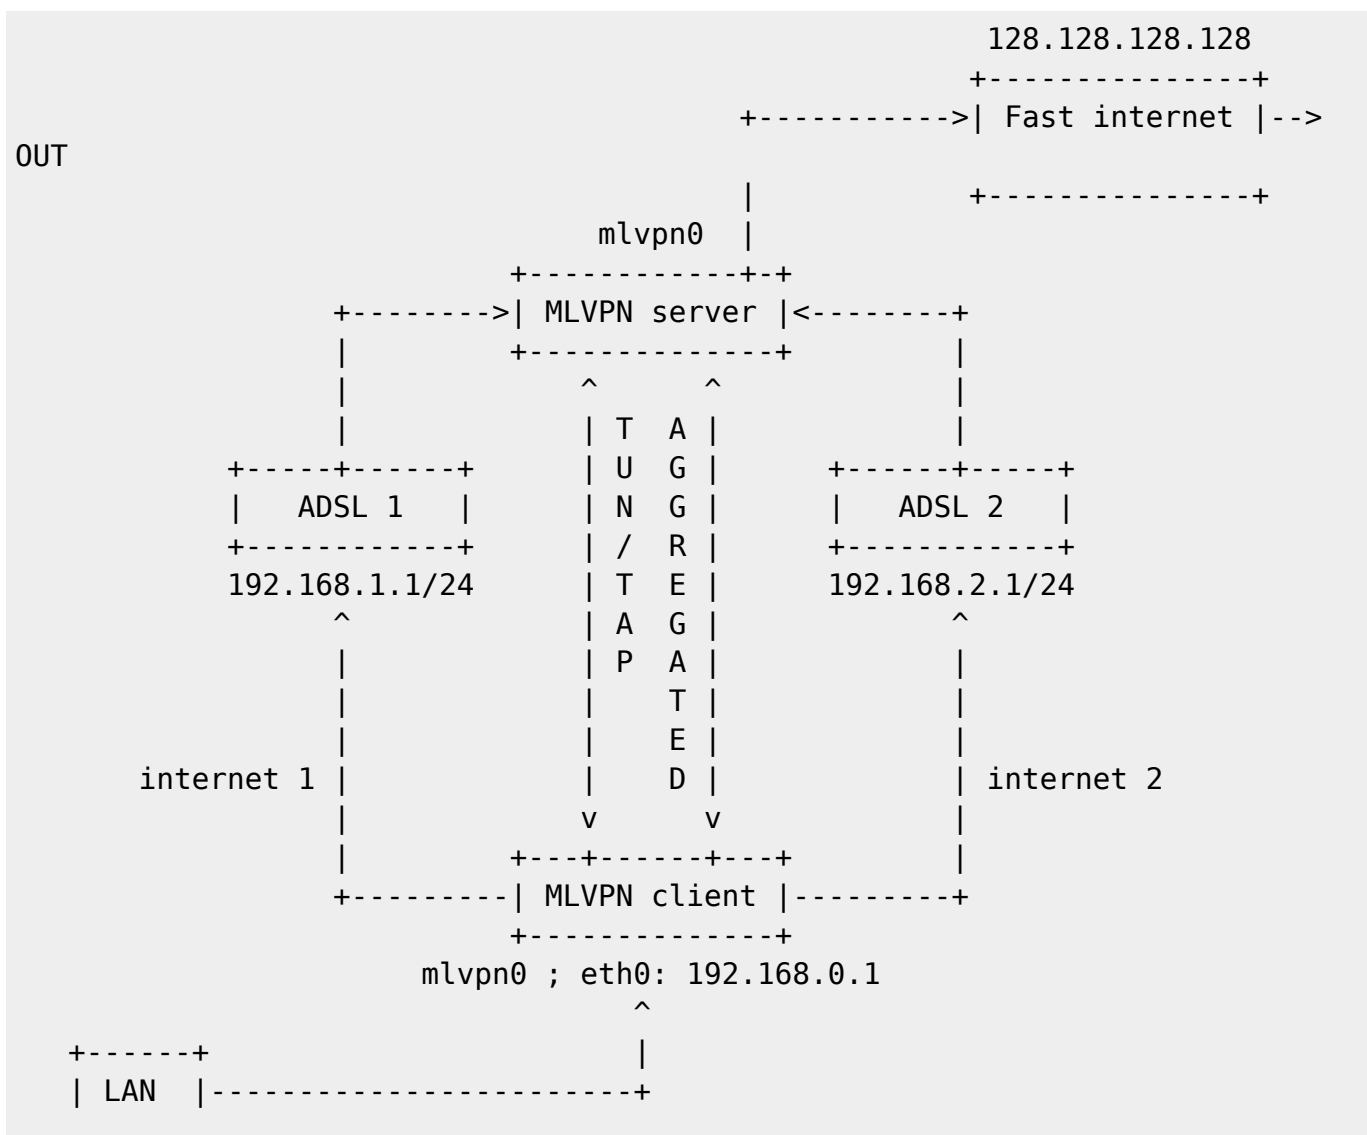 128.128.128.128
                                                                 +---------------+
                                                 +----------->| Fast internet |-->
OUT
                                                 |               +---------------+
                                       mlvpn0  |
                                  +------------+-+
                      +-------->| MLVPN server |<--------+
                      |           +--------------+           |
                      |                ^       ^                |
                      |                | T  A |                |
               +-----+------+       | U  G |       +------+-----+
               |   ADSL 1   |       | N  G |       |   ADSL 2   |
               +------------+       | /  R |       +------------+
               192.168.1.1/24       | T  E |       192.168.2.1/24
                      ^                | A  G |                ^
                      |                | P  A |                |
                      |                |    T |                |
                      |                |    E |                |
         internet 1 |                |    D |                | internet 2
                      |                v       v                |
                      |           +---+------+---+           |
                      +---------| MLVPN client |---------+
                                  +--------------+
                            mlvpn0 ; eth0: 192.168.0.1
                                          ^
    +------+                             |
    | LAN  |-----------------------------+